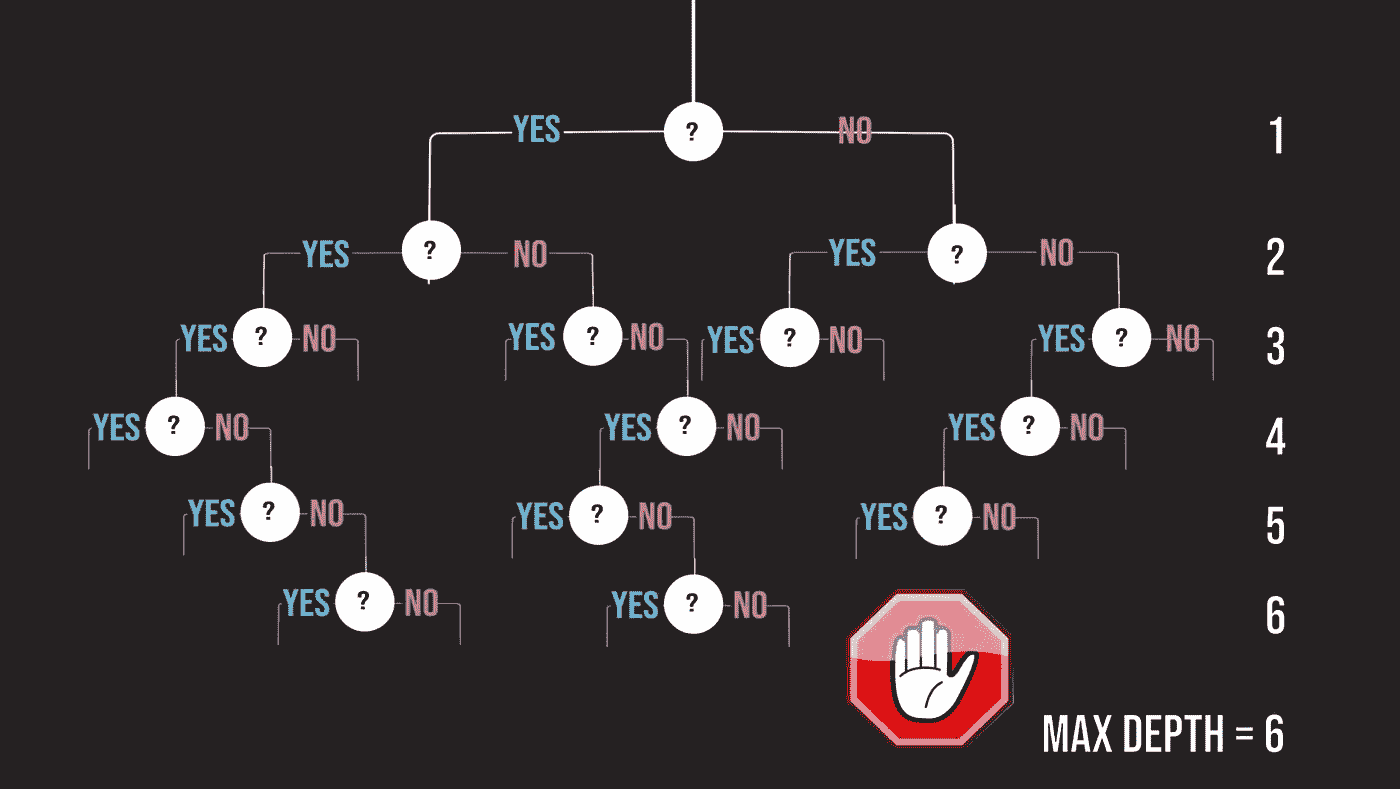 YES ? NO 1
YES ? NO YES ? NO 2
YES ? NO YES ? NO YES ? NO YES ? NO 3
YES ? NO YES ? NO YES ? NO 4
YES ? NO YES ? NO YES ? NO 5
YES ? NO YES ? NO 6
MAX DEPTH = 6